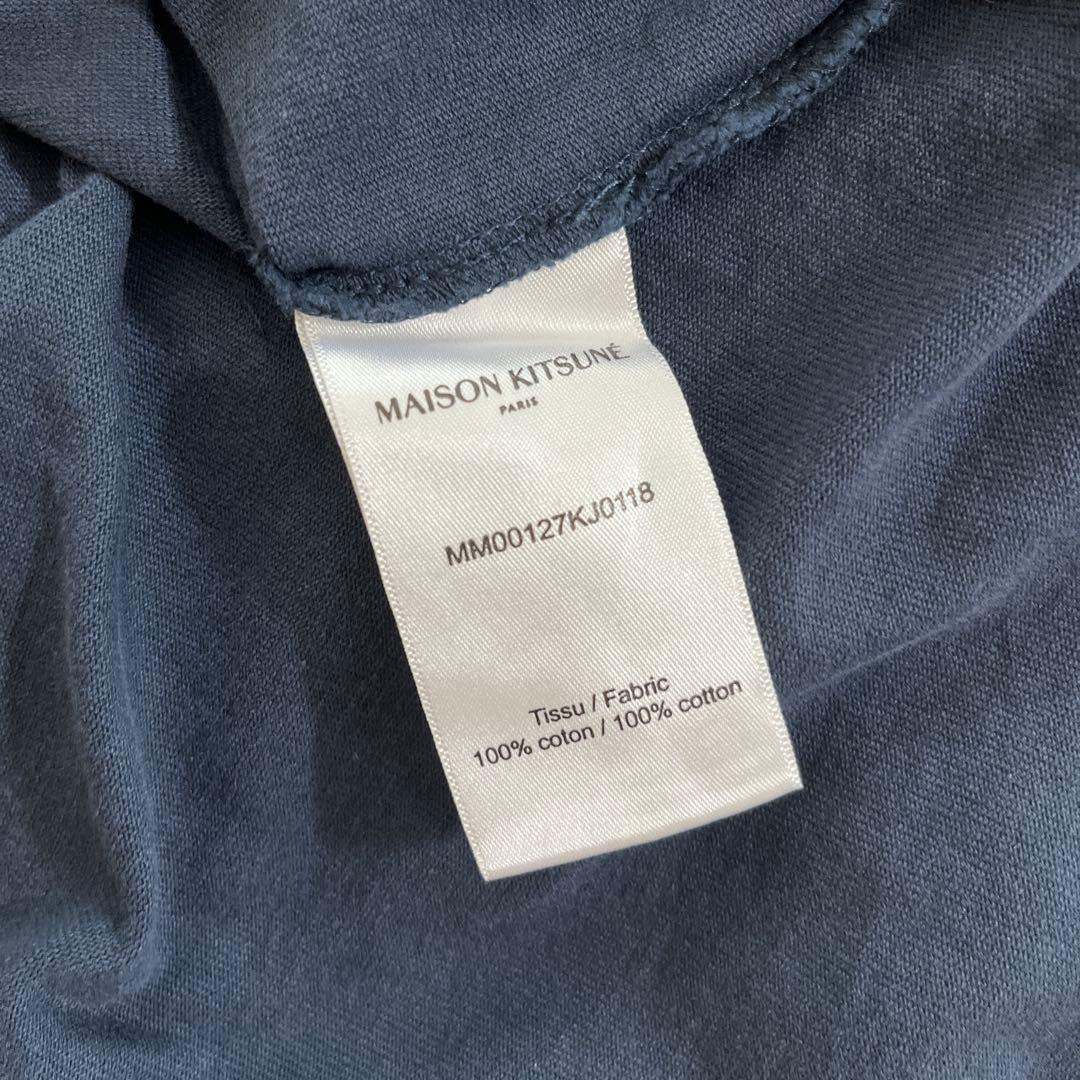 MAISON KITSUNÉ
PARIS
MM00127KJ0118
Tissu / Fabric
100% coton / 100% cotton